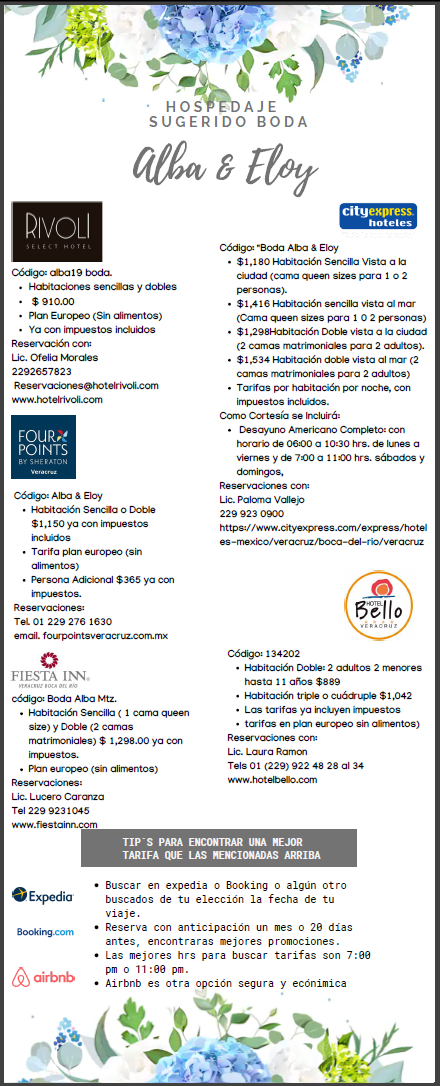 HOSPEDAJE
SUGERIDO BODA
Alba & Eloy
RIVOLI
SELECT HOTEL
Código: alba19 boda.
• Habitaciones sencillas y dobles
• $ 910.00
• Plan Europeo (Sin alimentos)
• Ya con impuestos incluidos
Reservación con:
Lic. Ofelia Morales
2292657823
Reservaciones@hotelrivoli.com
www.hotelrivoli.com
FOUR POINTS
BY SHERATON
Veracruz
Código: Alba & Eloy
• Habitación Sencilla o Doble
$1,150 ya con impuestos
incluidos
• Tarifa plan europeo (sin
alimentos)
• Persona Adicional $365 ya con
impuestos.
Reservaciones:
Tel. 01 229 276 1630
email. fourpointsveracruz.com.mx
FIESTA INN.
VERACRUZ BOCA DEL RIO
código: Boda Alba Mtz.
• Habitación Sencilla ( 1 cama queen
size) y Doble (2 camas
matrimoniales) $ 1,298.00 ya con
impuestos.
• Plan europeo (sin alimentos)
Reservaciones:
Lic. Lucero Caranza
Tel 229 9231045
www.fiestainn.com
cityexpress.
hoteles
Código: "Boda Alba & Eloy
• $1,180 Habitación Sencilla Vista a la
ciudad (cama queen sizes para 1 o 2
personas).
• $1,416 Habitación sencilla vista al mar
(Cama queen sizes para 1 0 2 personas)
• $1,298Habitación Doble vista a la ciudad
(2 camas matrimoniales para 2 adultos).
• $1,534 Habitación doble vista al mar (2
camas matrimoniales para 2 adultos)
• Tarifas por habitación por noche, con
impuestos incluidos.
Como Cortesía se Incluirá:
• Desayuno Americano Completo: con
horario de 06:00 a 10:30 hrs. de lunes a
viernes y de 7:00 a 11:00 hrs. sábados y
domingos,
Reservaciones con:
Lic. Paloma Vallejo
229 923 0900
https://www.cityexpress.com/express/hotel
es-mexico/veracruz/boca-del-rio/veracruz
HOTEL
Bello
VERACRUZ
Código: 134202
• Habitación Doble: 2 adultos 2 menores
hasta 11 años $889
• Habitación triple o cuádruple $1,042
• Las tarifas ya incluyen impuestos
• tarifas en plan europeo sin alimentos)
Reservaciones con:
Lic. Laura Ramon
Tels 01 (229) 922 48 28 al 34
www.hotelbello.com
TIP´S PARA ENCONTRAR UNA MEJOR
TARIFA QUE LAS MENCIONADAS ARRIBA
Expedia
Booking.com
airbnb
• Buscar en expedia o Booking o algún otro
buscados de tu elección la fecha de tu
viaje.
• Reserva con anticipación un mes o 20 días
antes, encontraras mejores promociones.
• Las mejores hrs para buscar tarifas son 7:00
pm o 11:00 pm.
• Airbnb es otra opción segura y ecónimica